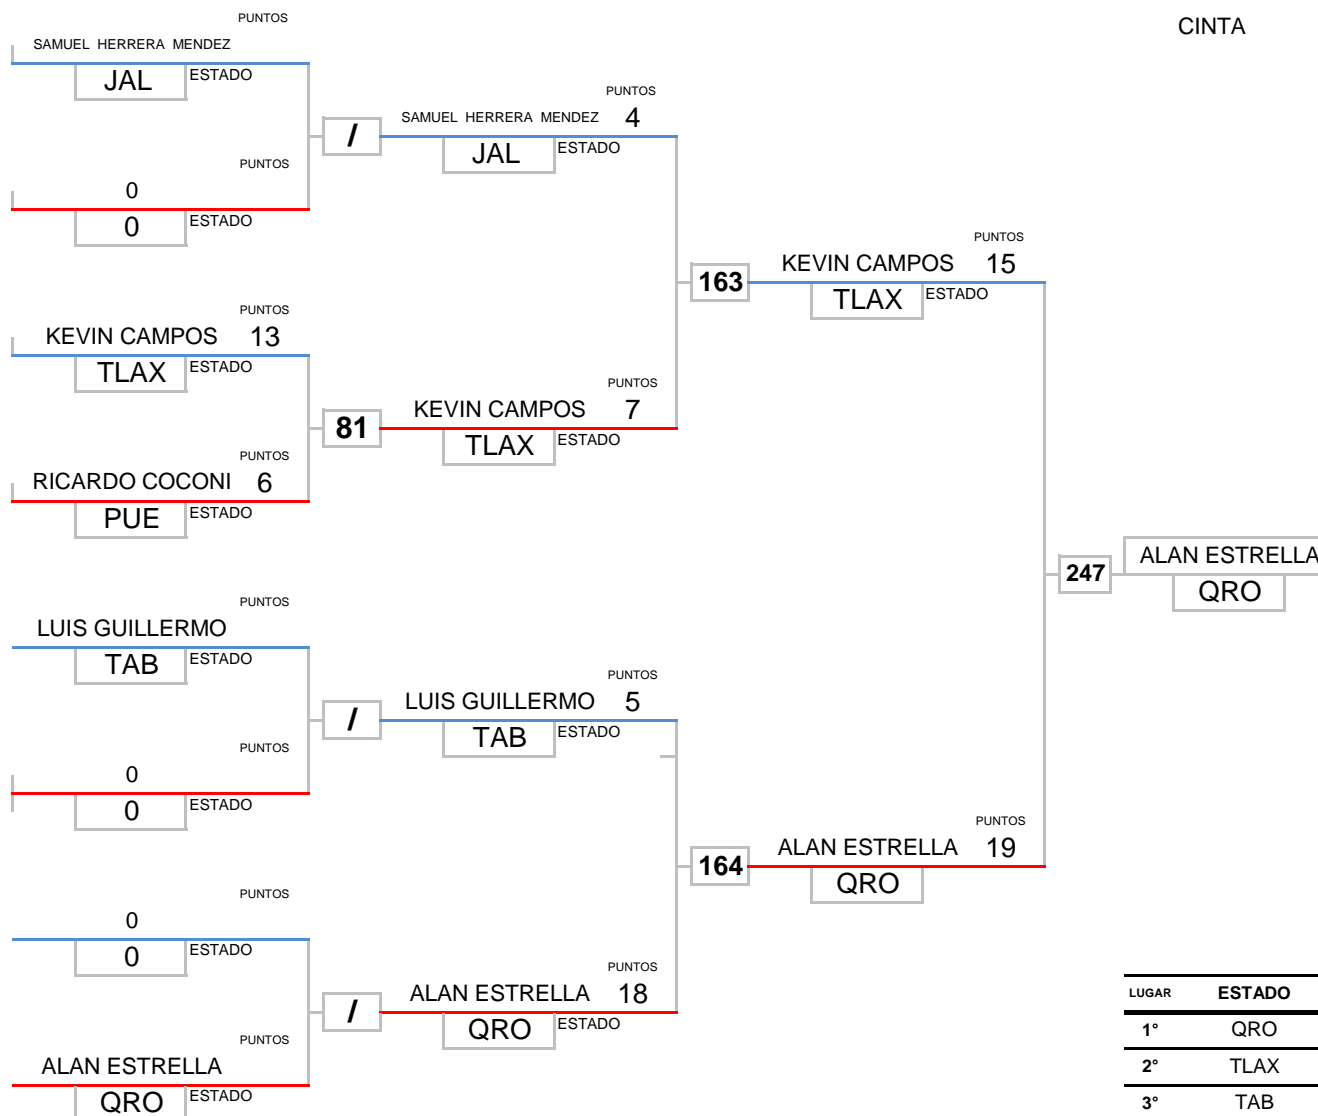 PUNTOS
CINTA
SAMUEL HERRERA MENDEZ
JAL ESTADO
PUNTOS
SAMUEL HERRERA MENDEZ 4
/
JAL ESTADO
PUNTOS
0
0 ESTADO
PUNTOS
KEVIN CAMPOS 15
163
TLAX ESTADO
PUNTOS
KEVIN CAMPOS 13
TLAX ESTADO
PUNTOS
KEVIN CAMPOS 7
81
TLAX ESTADO
PUNTOS
RICARDO COCONI 6
PUE ESTADO
ALAN ESTRELLA
247
QRO
PUNTOS
LUIS GUILLERMO
TAB ESTADO
PUNTOS
LUIS GUILLERMO 5
/
TAB ESTADO
PUNTOS
0
0 ESTADO
PUNTOS
ALAN ESTRELLA 19
164
QRO
PUNTOS
0
0 ESTADO
PUNTOS
ALAN ESTRELLA 18
/
QRO ESTADO
PUNTOS
ALAN ESTRELLA
QRO ESTADO
LUGAR ESTADO
1° QRO
2° TLAX
3° TAB